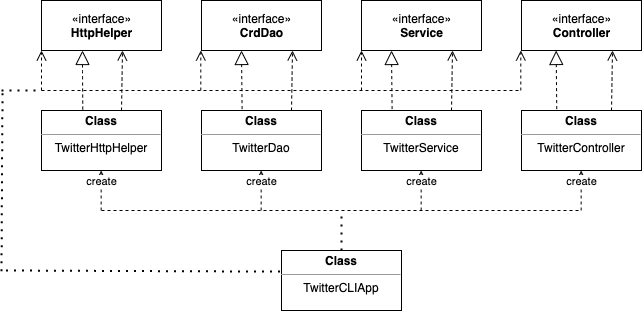 «interface» «interface» «interface» «interface»
HttpHelper CrdDao Service Controller
Class Class Class Class
TwitterHttpHelper TwitterDao TwitterService TwitterController
create create create create
Class
TwitterCLIApp